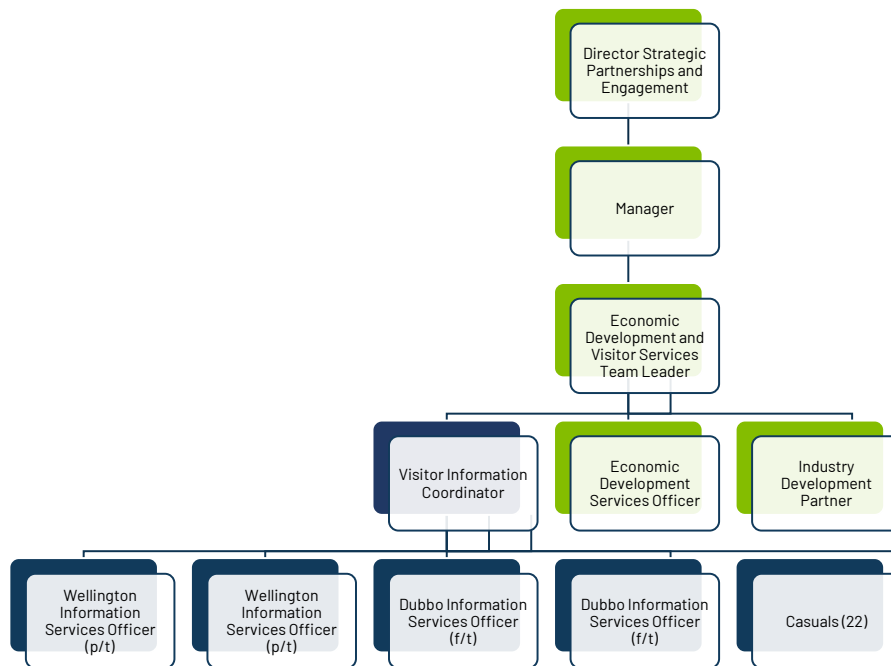 Director Strategic
Partnerships and
Engagement
Manager
Economic
Development and
Visitor Services
Team Leader
Visitor Information
Coordinator
Economic
Development
Services Officer
Industry
Development
Partner
Wellington
Information
Services Officer
(p/t)
Wellington
Information
Services Officer
(p/t)
Dubbo Information
Services Officer
(f/t)
Dubbo Information
Services Officer
(f/t)
Casuals (22)